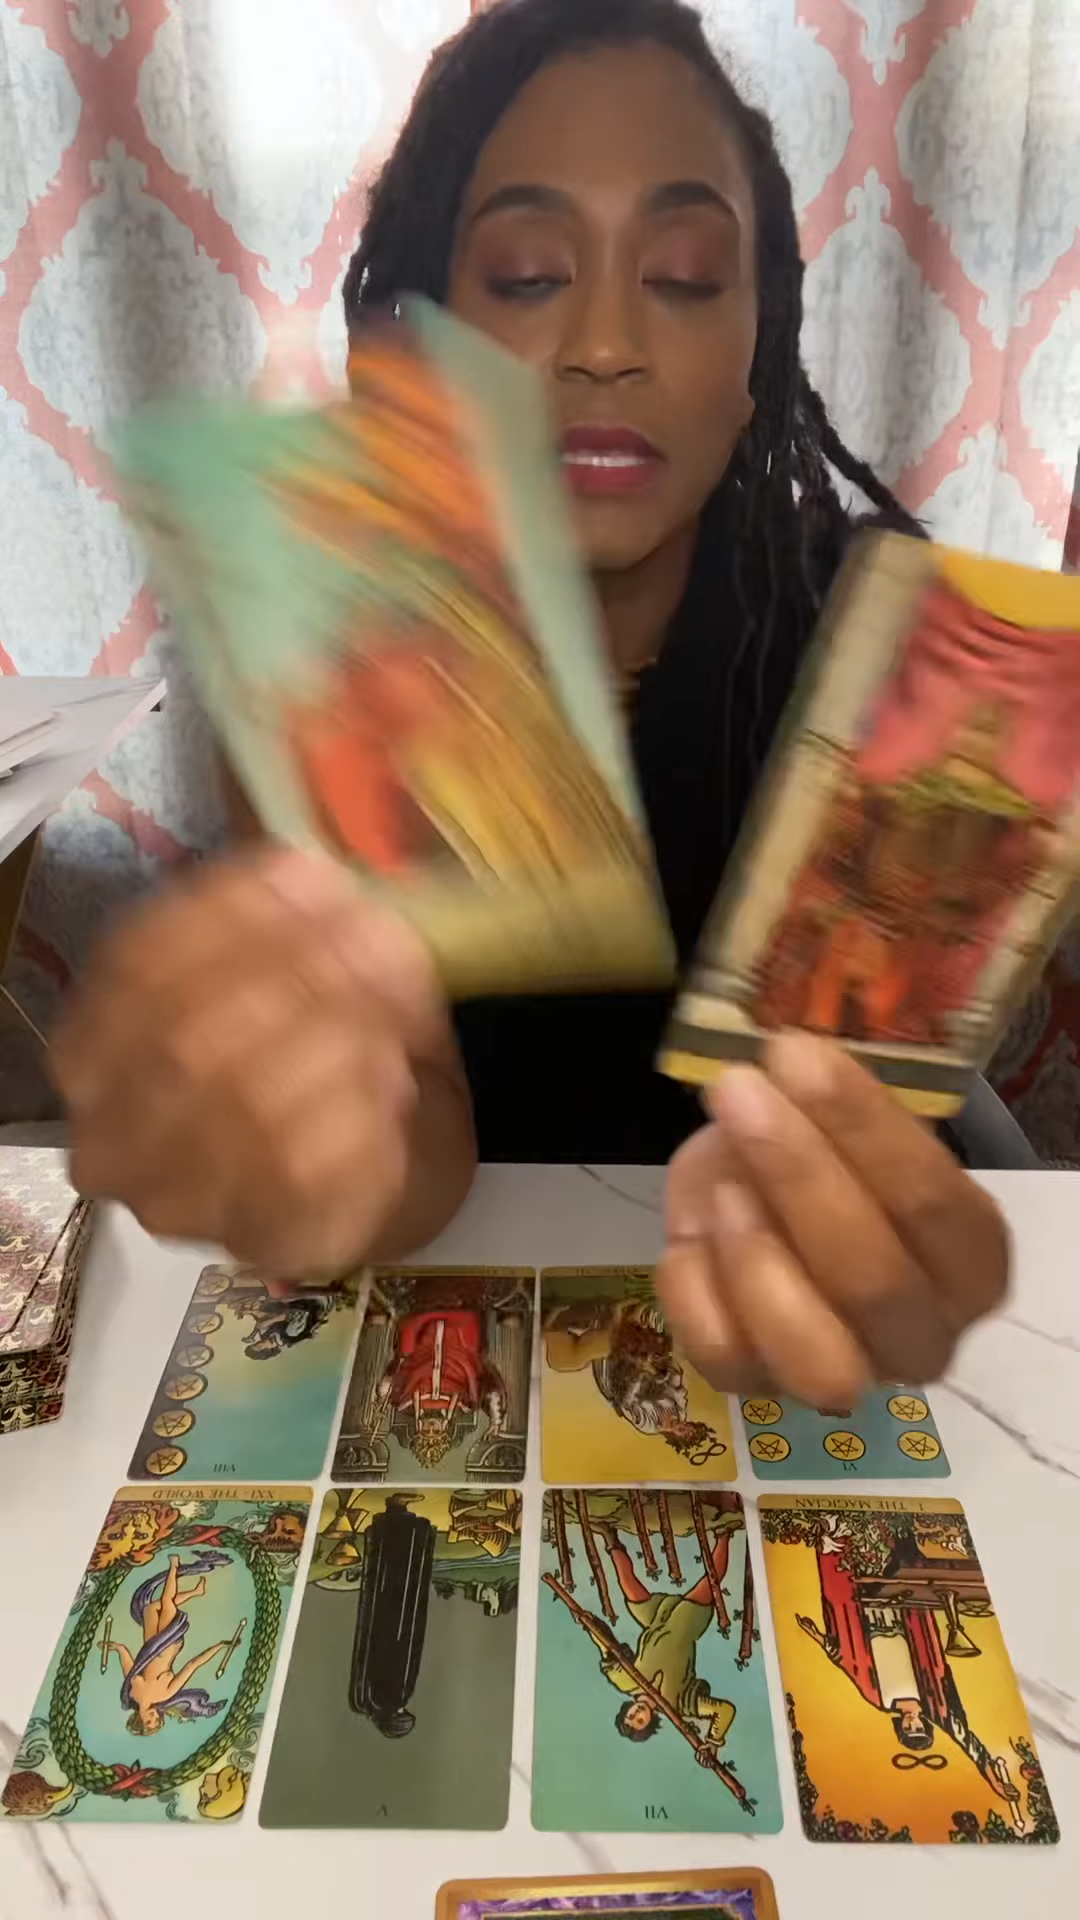 VIII
VI
XXI - THE WORLD
V
VII
I. THE MAGICIAN